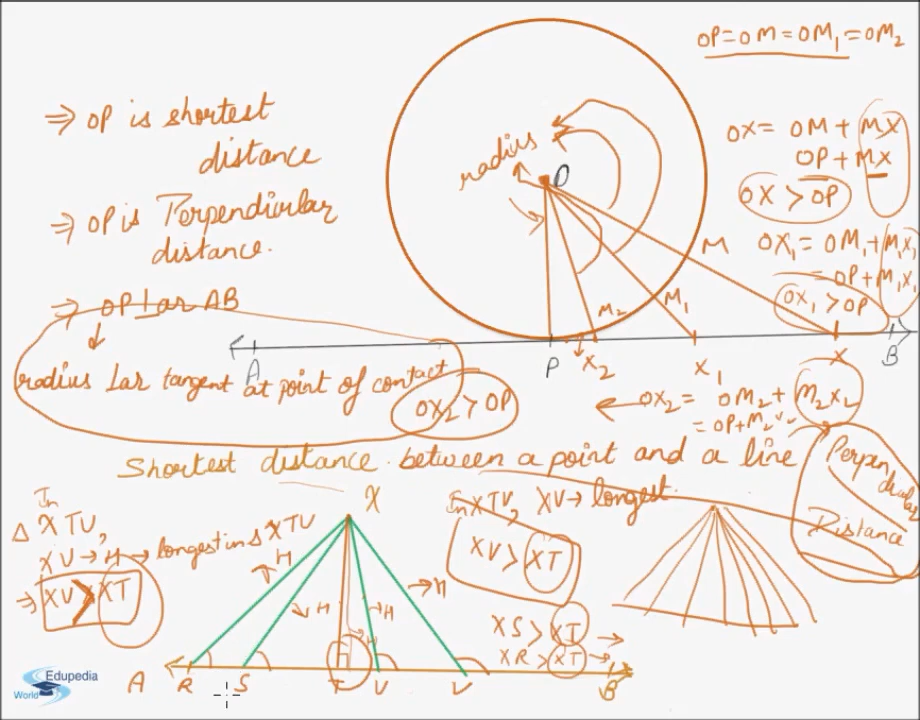 OP=OM=OM₁=OM₂
⇒ OP is shortest
distance
⇒ OP is Perpendicular
distance.
⇒ OP ⊥ar AB
↓
radius ⊥ar tangent at point of contact
radius
O
M
M₁
M₂
A
P
X₂
X₁
X
B
OX = OM + MX
OP + MX
OX > OP
OX₁ = OM₁ + M₁X₁
= OP + M₁X₁
OX₁ > OP
OX₂ = OM₂ + M₂X₂
= OP + M₂
OX₂ > OP
Shortest distance between a point and a line
Perpendicular
Distance
In
Δ XTU,
XU → H → longest in Δ XTU
⇒ XU > XT
X
H
H
H
H
H
A
R
S
T
U
V
B
In XTV, XV → longest
XV > XT
XS > XT →
XR > XT →
Edupedia
World